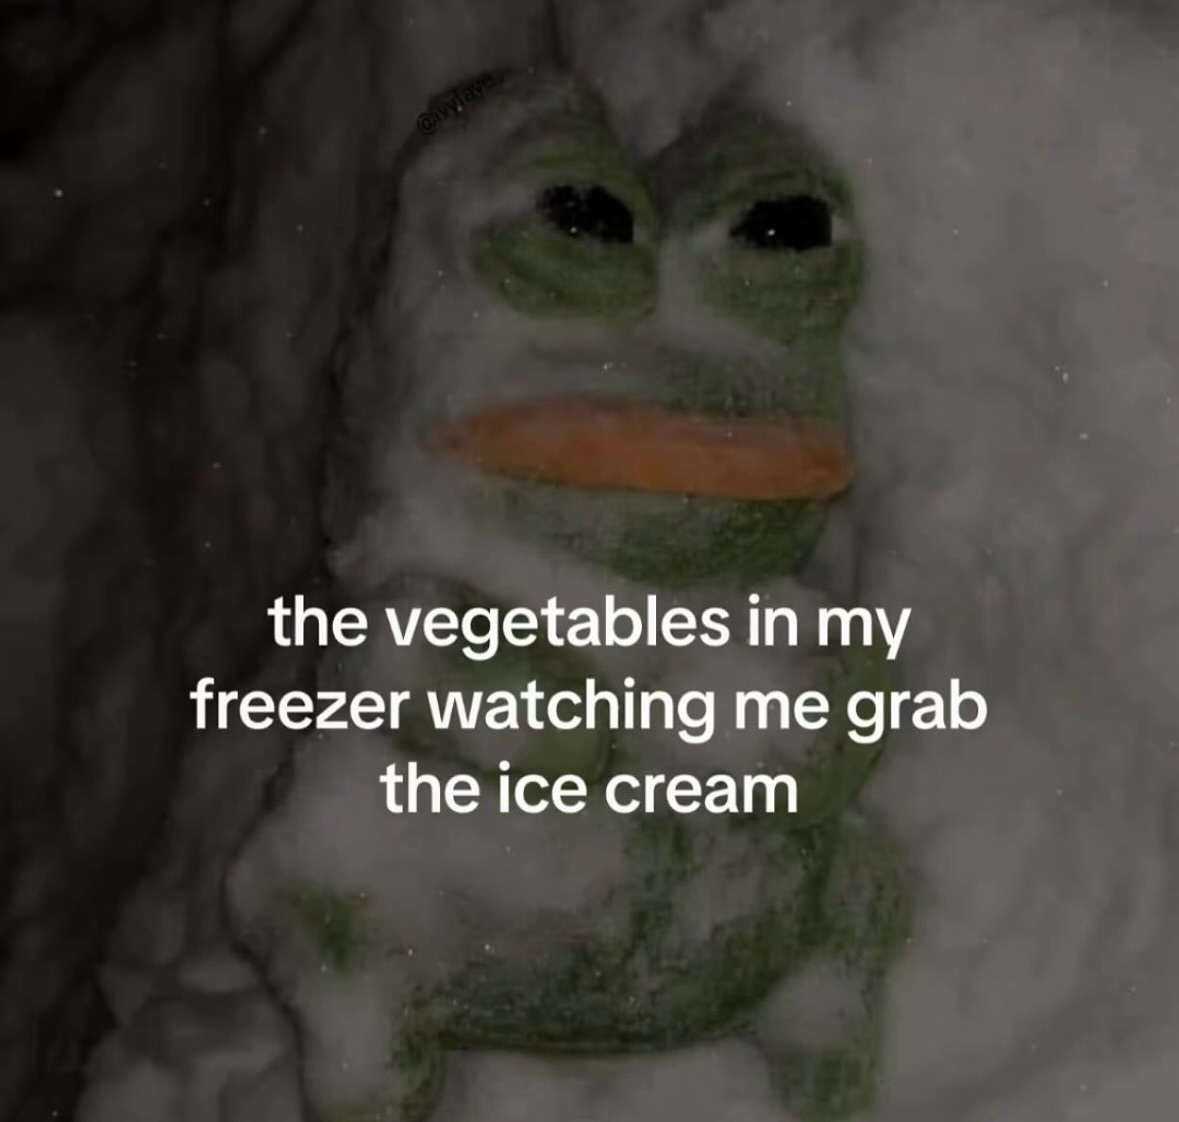 the vegetables in my
freezer watching me grab
the ice cream